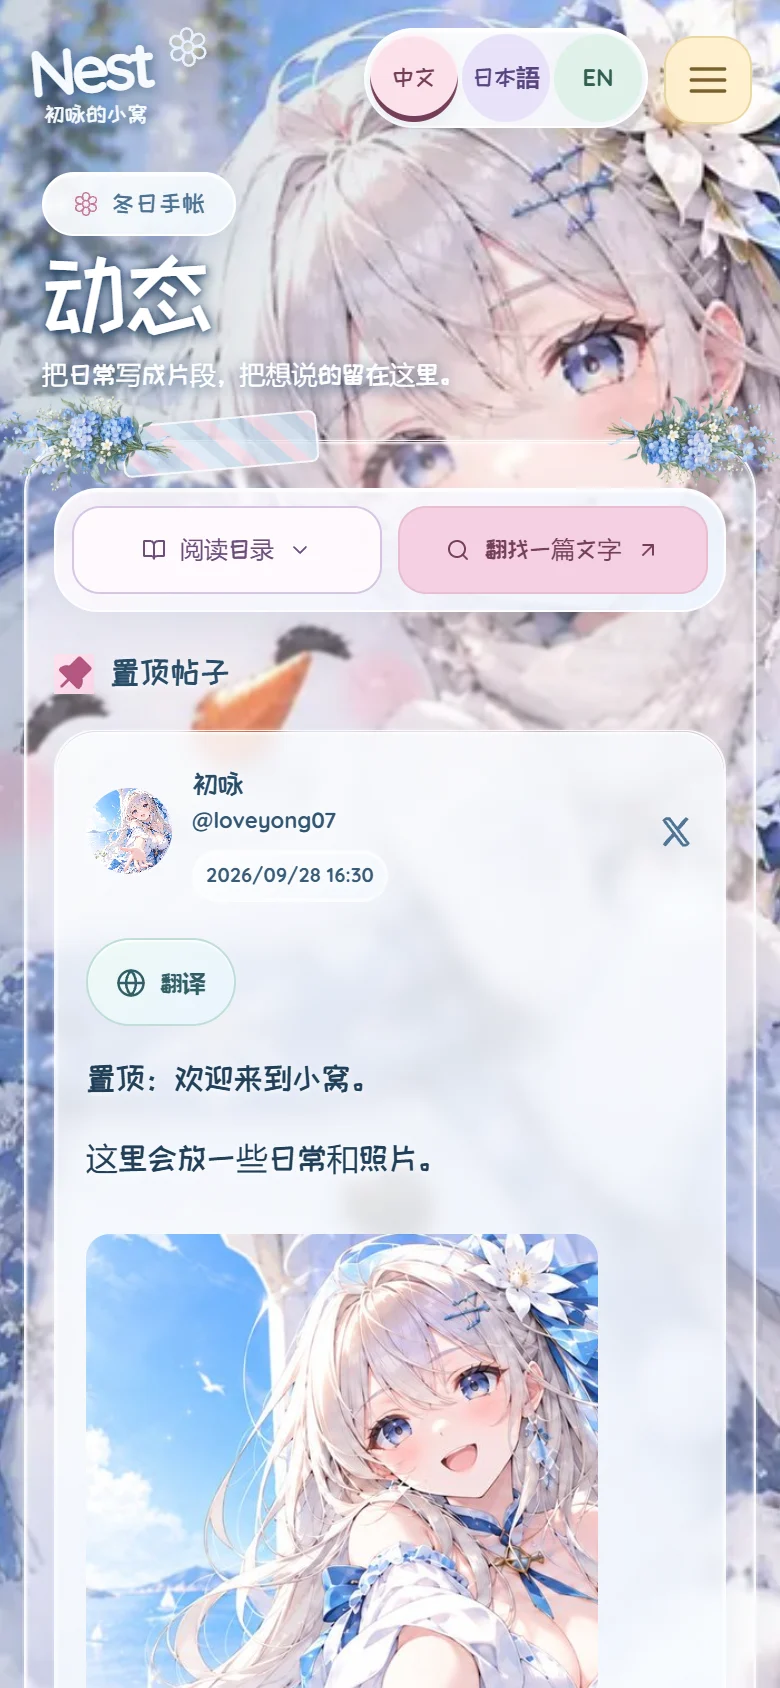 Nest
初咏的小窝
中文 日本語 EN
冬日手帐
动态
把日常写成片段，把想说的留在这里。
阅读目录
翻找一篇文字
置顶帖子
初咏
@loveyong07
2026/09/28 16:30
翻译
置顶：欢迎来到小窝。
这里会放一些日常和照片。